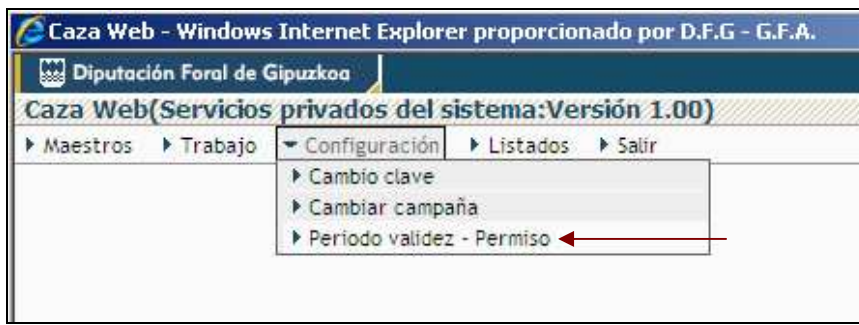 Caza Web - Windows Internet Explorer proporcionado por D.F.G - G.F.A.
Diputación Foral de Gipuzkoa
Caza Web(Servicios privados del sistema:Versión 1.00)
Maestros Trabajo Configuración Listados Salir
Cambio clave
Cambiar campaña
Periodo validez - Permiso